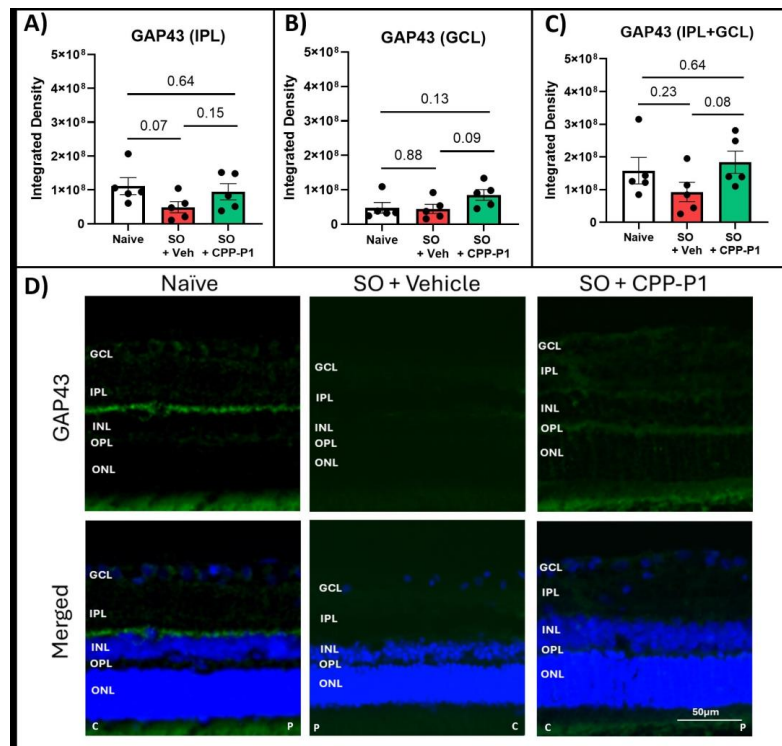 A)
GAP43 (IPL)
Integrated Density
5×10⁸
4×10⁸
3×10⁸
2×10⁸
1×10⁸
0
0.64
0.07
0.15
Naive
SO
+ Veh
SO
+ CPP-P1
B)
GAP43 (GCL)
Integrated Density
5×10⁸
4×10⁸
3×10⁸
2×10⁸
1×10⁸
0
0.13
0.88
0.09
Naive
SO
+ Veh
SO
+ CPP-P1
C)
GAP43 (IPL+GCL)
Integrated Density
5×10⁸
4×10⁸
3×10⁸
2×10⁸
1×10⁸
0
0.64
0.23
0.08
Naive
SO
+ Veh
SO
+ CPP-P1
D)
Naïve
SO + Vehicle
SO + CPP-P1
GAP43
GCL
IPL
INL
OPL
ONL
GCL
IPL
INL
OPL
ONL
GCL
IPL
INL
OPL
ONL
Merged
GCL
IPL
INL
OPL
ONL
C
P
GCL
IPL
INL
OPL
ONL
P
C
GCL
IPL
INL
OPL
ONL
50µm
C
P